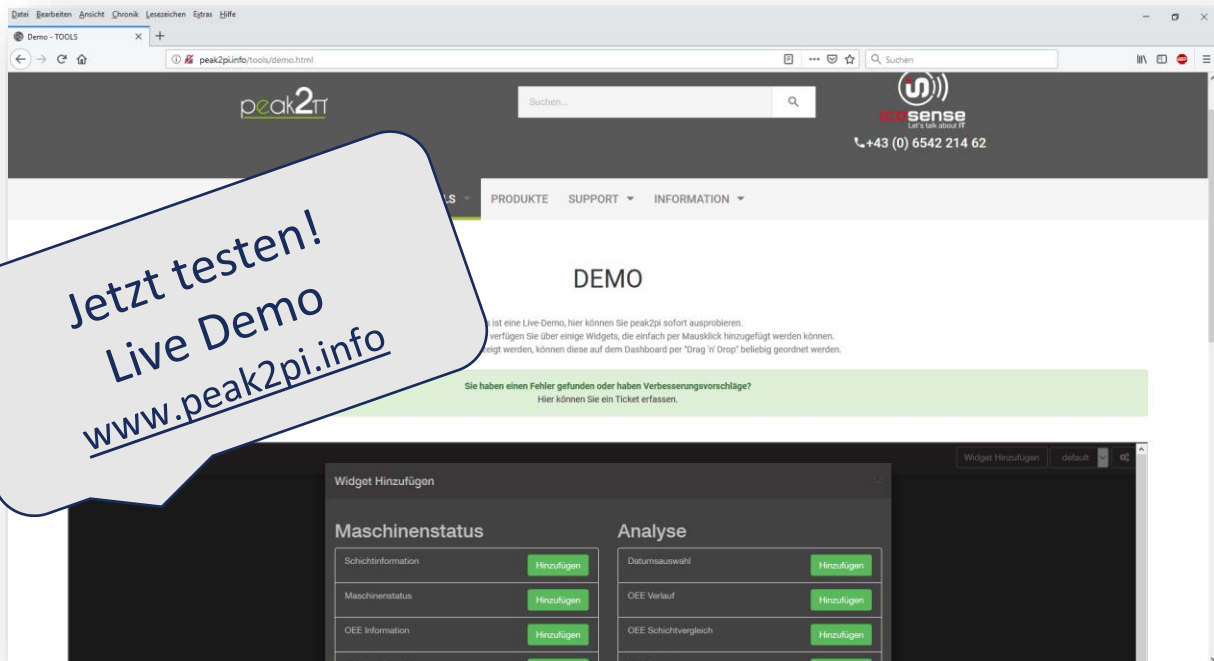 Datei Bearbeiten Ansicht Chronik Lesezeichen Extras Hilfe
Demo - TOOLS
peak2pi.info/tools/demo.html
Suchen
peak2π
Suchen...
icosense
Let's talk about IT
+43 (0) 6542 214 62
LS PRODUKTE SUPPORT INFORMATION
Jetzt testen!
Live Demo
www.peak2pi.info
DEMO
ist eine Live-Demo, hier können Sie peak2pi sofort ausprobieren.
verfügen Sie über einige Widgets, die einfach per Mausklick hinzugefügt werden können.
zeigt werden, können diese auf dem Dashboard per "Drag 'n' Drop" beliebig geordnet werden.
Sie haben einen Fehler gefunden oder haben Verbesserungsvorschläge?
Hier können Sie ein Ticket erfassen.
Widget Hinzufügen default
Widget Hinzufügen
Maschinenstatus
Schichtinformation Hinzufügen
Maschinenstatus Hinzufügen
OEE Information Hinzufügen
Analyse
Datumsauswahl Hinzufügen
OEE Verlauf Hinzufügen
OEE Schichtvergleich Hinzufügen